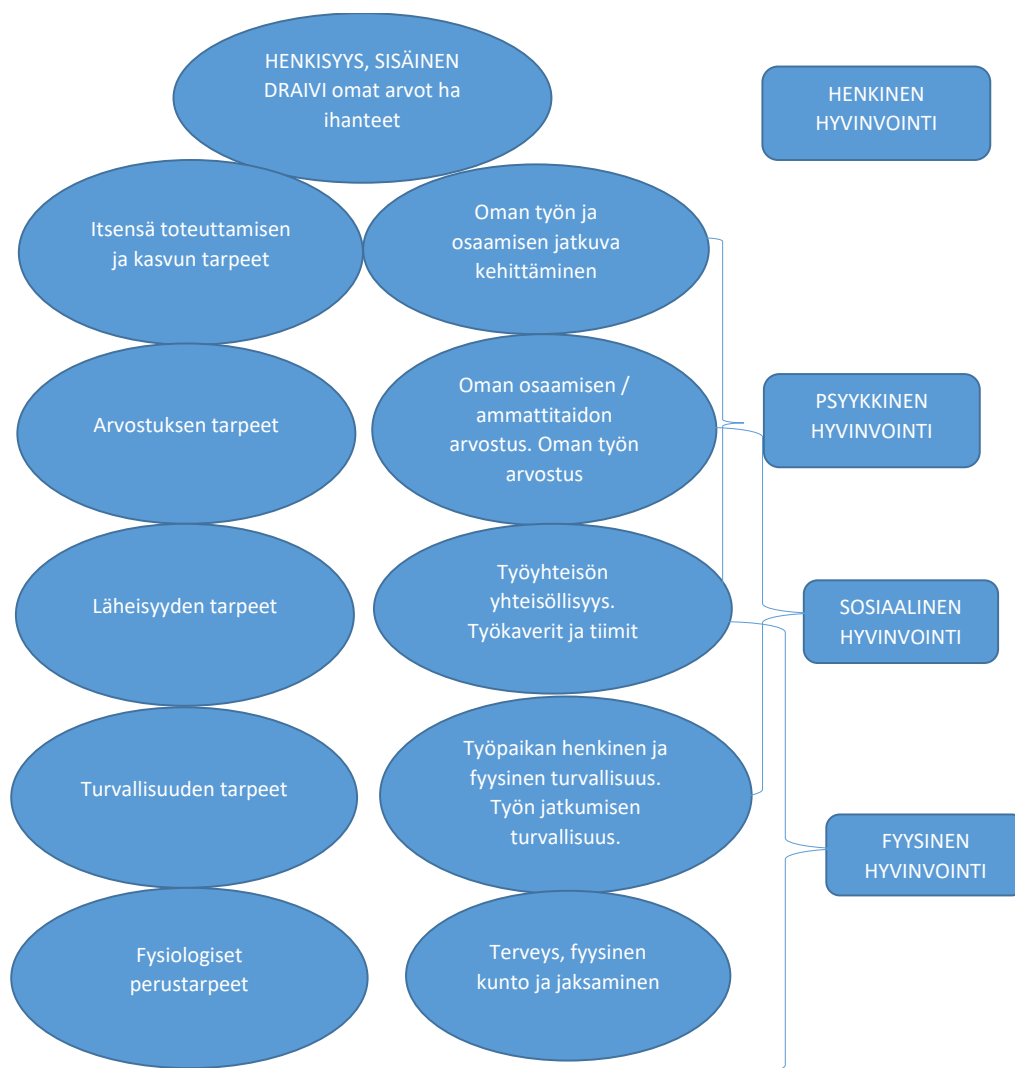 HENKISYYS, SISÄINEN
DRAIVI omat arvot ha
ihanteet
HENKINEN
HYVINVOINTI
Itsensä toteuttamisen
ja kasvun tarpeet
Oman työn ja
osaamisen jatkuva
kehittäminen
Arvostuksen tarpeet
Oman osaamisen /
ammattitaidon
arvostus. Oman työn
arvostus
PSYYKKINEN
HYVINVOINTI
Läheisyyden tarpeet
Työyhteisön
yhteisöllisyys.
Työkaverit ja tiimit
SOSIAALINEN
HYVINVOINTI
Turvallisuuden tarpeet
Työpaikan henkinen ja
fyysinen turvallisuus.
Työn jatkumisen
turvallisuus.
FYYSINEN
HYVINVOINTI
Fysiologiset
perustarpeet
Terveys, fyysinen
kunto ja jaksaminen